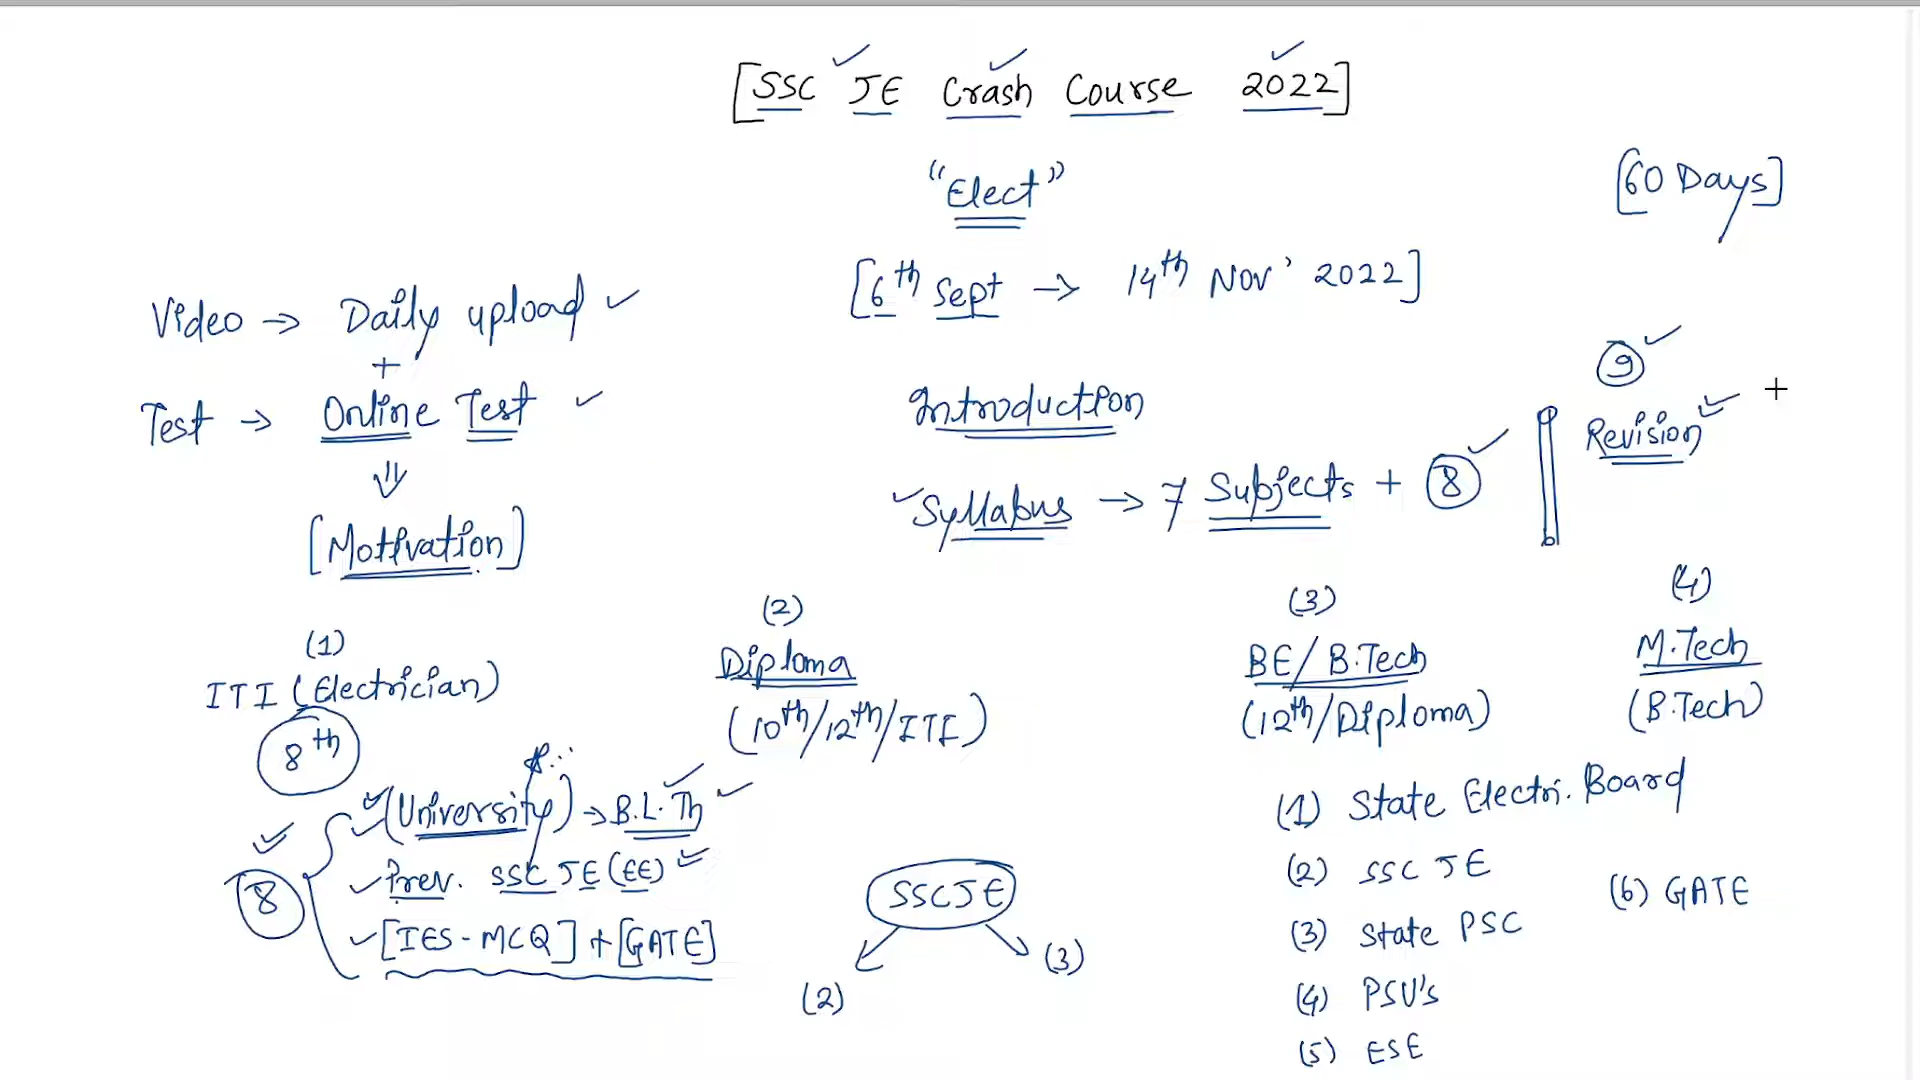 [SSC JE Crash Course 2022]
"Elect"
[60 Days]
[6th Sept → 14th Nov' 2022]
Video → Daily upload ✓
+
Test → Online Test ✓
⇓
[Motivation]
Introduction
✓Syllabus → 7 Subjects + 8 ✓
9 ✓
Revision ✓ +
(1)
ITI (Electrician)
8th
(2)
Diploma
(10th/12th/ITI)
(3)
BE/B.Tech
(12th/Diploma)
(4)
M.Tech
(B.Tech)
✓ 8
✓(University) → B.L.Th ✓
✓Prev. SSC JE (EE) ✓
✓[IES-MCQ] + [GATE]
SSC JE
(2)
(3)
(1) State Electri. Board
(2) SSC JE
(3) State PSC
(4) PSU's
(5) ESE
(6) GATE